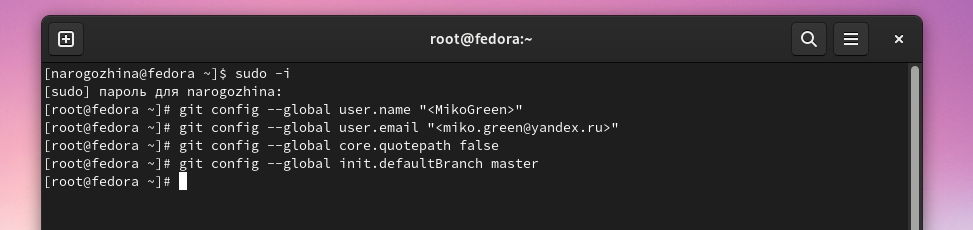 root@fedora:~
[narogozhina@fedora ~]$ sudo -i
[sudo] пароль для narogozhina:
[root@fedora ~]# git config --global user.name "<MikoGreen>"
[root@fedora ~]# git config --global user.email "<miko.green@yandex.ru>"
[root@fedora ~]# git config --global core.quotepath false
[root@fedora ~]# git config --global init.defaultBranch master
[root@fedora ~]#